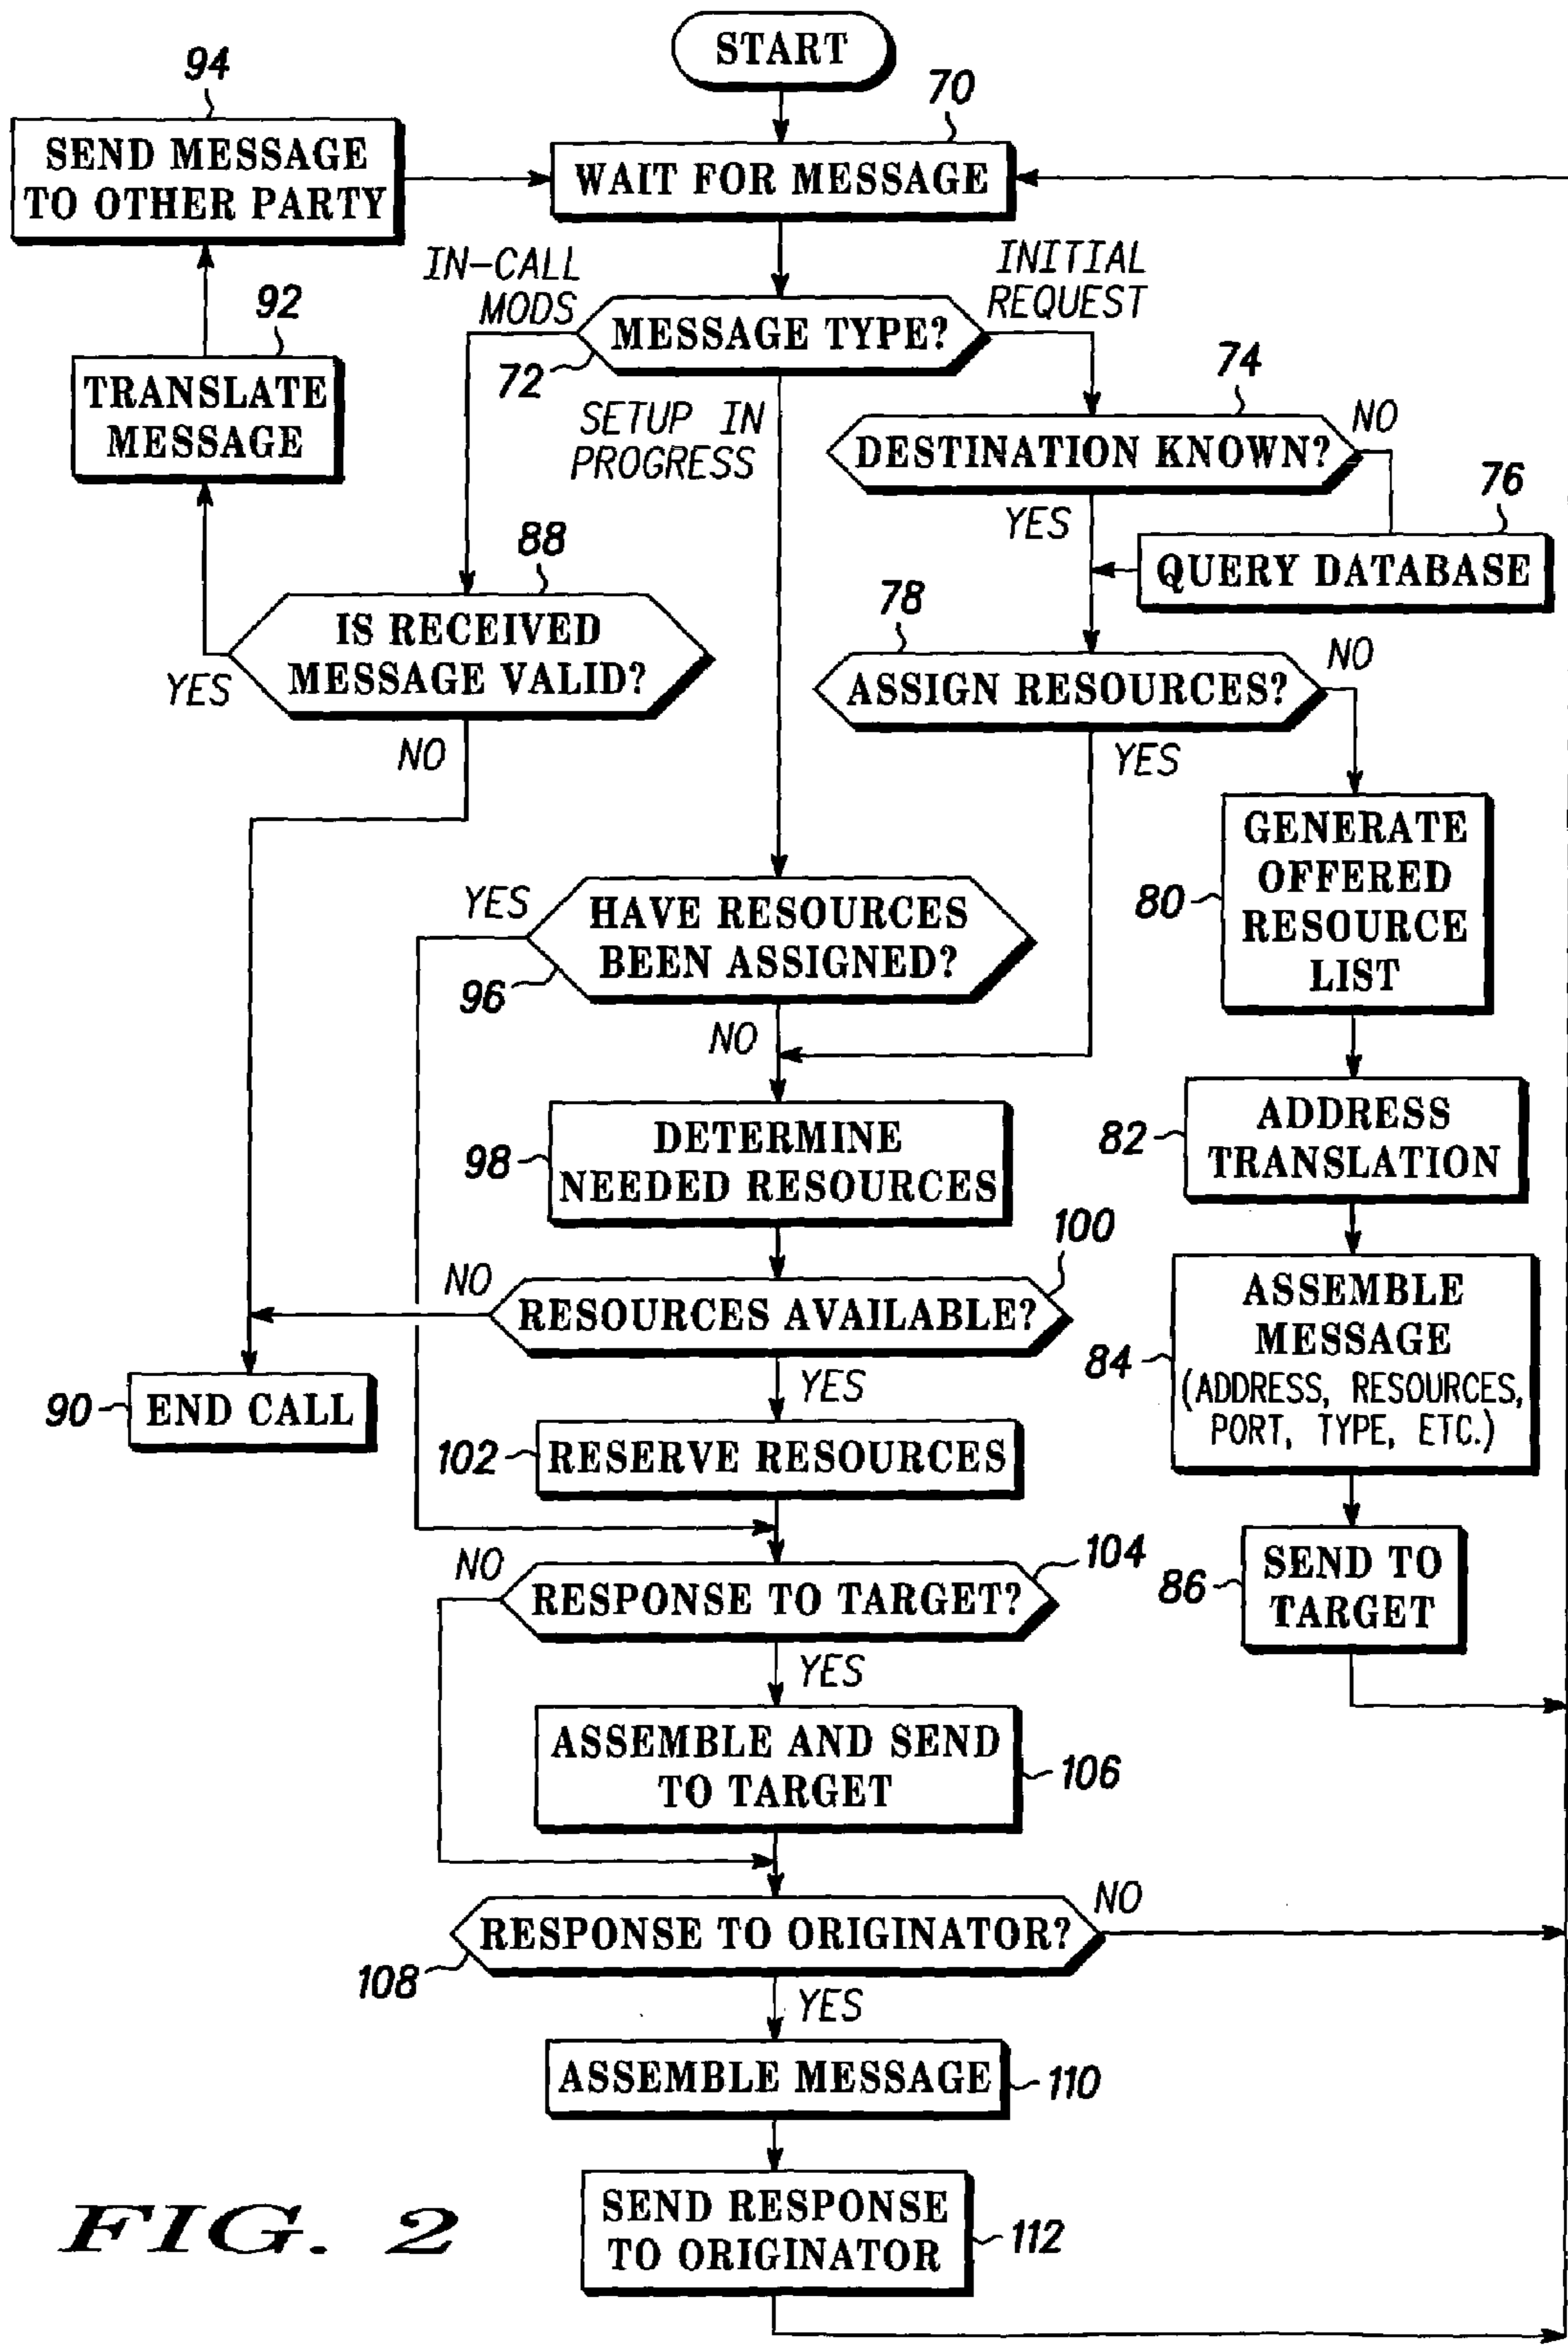 START
94
70
SEND MESSAGE
TO OTHER PARTY
WAIT FOR MESSAGE
IN-CALL
MODS
INITIAL
REQUEST
92
MESSAGE TYPE?
72
74
TRANSLATE
MESSAGE
SETUP IN
PROGRESS
NO
DESTINATION KNOWN?
76
YES
88
QUERY DATABASE
78
IS RECEIVED
MESSAGE VALID?
NO
YES
ASSIGN RESOURCES?
NO
YES
GENERATE
OFFERED
RESOURCE
LIST
80
YES
HAVE RESOURCES
BEEN ASSIGNED?
96
NO
ADDRESS
TRANSLATION
82
DETERMINE
NEEDED RESOURCES
98
100
NO
RESOURCES AVAILABLE?
ASSEMBLE
MESSAGE
(ADDRESS, RESOURCES,
PORT, TYPE, ETC.)
84
YES
90
END CALL
102
RESERVE RESOURCES
NO
104
RESPONSE TO TARGET?
SEND TO
TARGET
86
YES
ASSEMBLE AND SEND
TO TARGET
106
NO
RESPONSE TO ORIGINATOR?
108
YES
ASSEMBLE MESSAGE
110
SEND RESPONSE
TO ORIGINATOR
112
FIG. 2